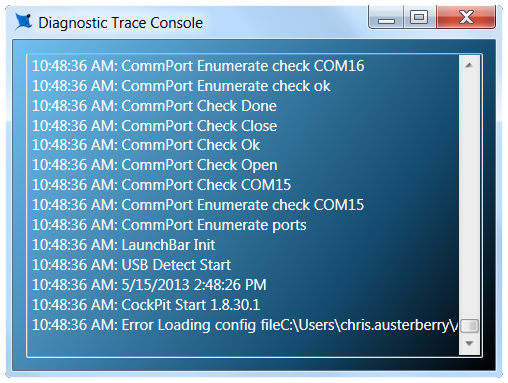 Diagnostic Trace Console
10:48:36 AM: CommPort Enumerate check COM16
10:48:36 AM: CommPort Enumerate check ok
10:48:36 AM: CommPort Check Done
10:48:36 AM: CommPort Check Close
10:48:36 AM: CommPort Check Ok
10:48:36 AM: CommPort Check Open
10:48:36 AM: CommPort Check COM15
10:48:36 AM: CommPort Enumerate check COM15
10:48:36 AM: CommPort Enumerate ports
10:48:36 AM: LaunchBar Init
10:48:36 AM: USB Detect Start
10:48:36 AM: 5/15/2013 2:48:26 PM
10:48:36 AM: CockPit Start 1.8.30.1
10:48:36 AM: Error Loading config fileC:\Users\chris.austerberry\